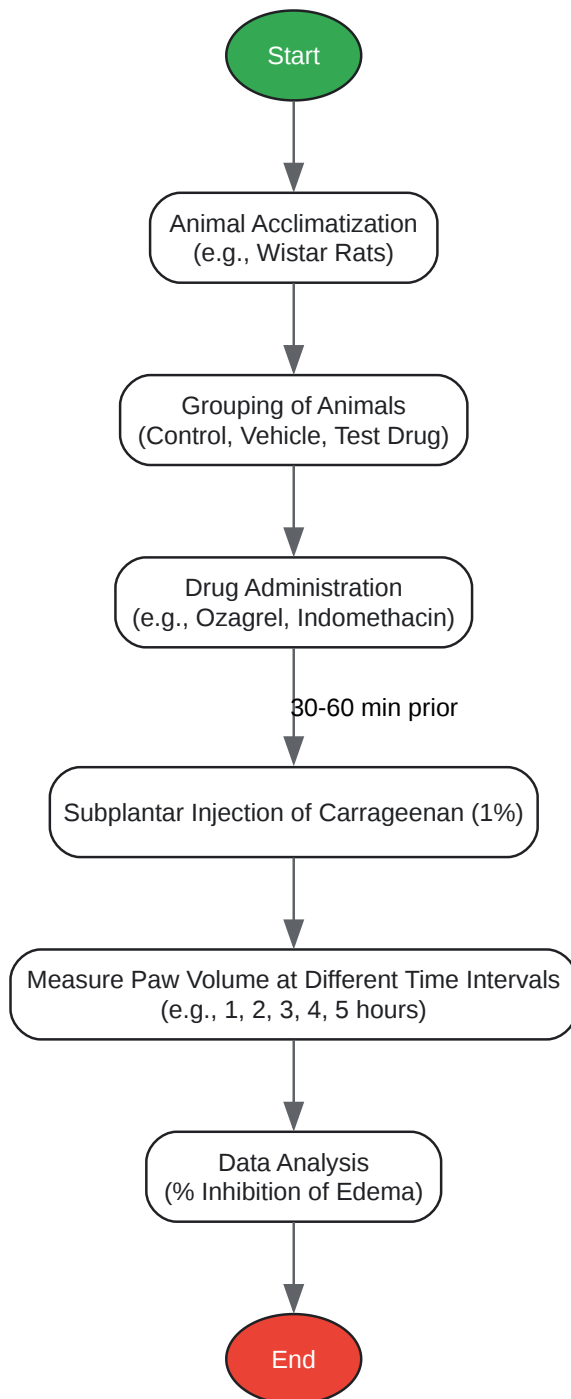 Start
Animal Acclimatization
(e.g., Wistar Rats)
Grouping of Animals
(Control, Vehicle, Test Drug)
Drug Administration
(e.g., Ozagrel, Indomethacin)
30-60 min prior
Subplantar Injection of Carrageenan (1%)
Measure Paw Volume at Different Time Intervals
(e.g., 1, 2, 3, 4, 5 hours)
Data Analysis
(% Inhibition of Edema)
End